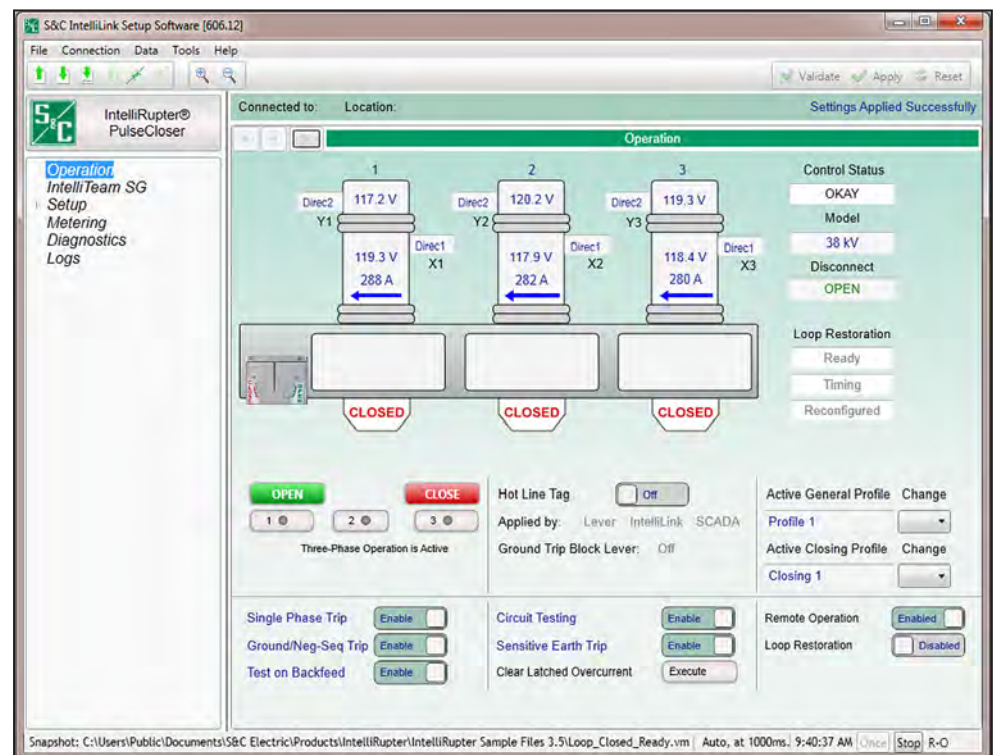 S&C IntelliLink Setup Software [606.12]
File Connection Data Tools Help
Validate Apply Reset
S&C
IntelliRupter®
PulseCloser
Connected to: Location: Settings Applied Successfully
Operation
Operation
IntelliTeam SG
Setup
Metering
Diagnostics
Logs
1 2 3
Direc2 117.2 V Direc2 120.2 V Direc2 119.3 V
Y1 Y2 Y3
Direc1 Direc1 Direc1
119.3 V X1 117.9 V X2 118.4 V X3
288 A 282 A 280 A
CLOSED CLOSED CLOSED
Control Status
OKAY
Model
38 kV
Disconnect
OPEN
Loop Restoration
Ready
Timing
Reconfigured
OPEN CLOSE
1 2 3
Three-Phase Operation is Active
Hot Line Tag Off
Applied by: Lever IntelliLink SCADA
Ground Trip Block Lever: Off
Active General Profile Change
Profile 1
Active Closing Profile Change
Closing 1
Single Phase Trip Enable
Ground/Neg-Seq Trip Enable
Test on Backfeed Enable
Circuit Testing Enable
Sensitive Earth Trip Enable
Clear Latched Overcurrent Execute
Remote Operation Enabled
Loop Restoration Disabled
Snapshot: C:\Users\Public\Documents\S&C Electric\Products\IntelliRupter\IntelliRupter Sample Files 3.5\Loop_Closed_Ready.vm Auto, at 1000ms. 9:40:37 AM Once Stop R-O